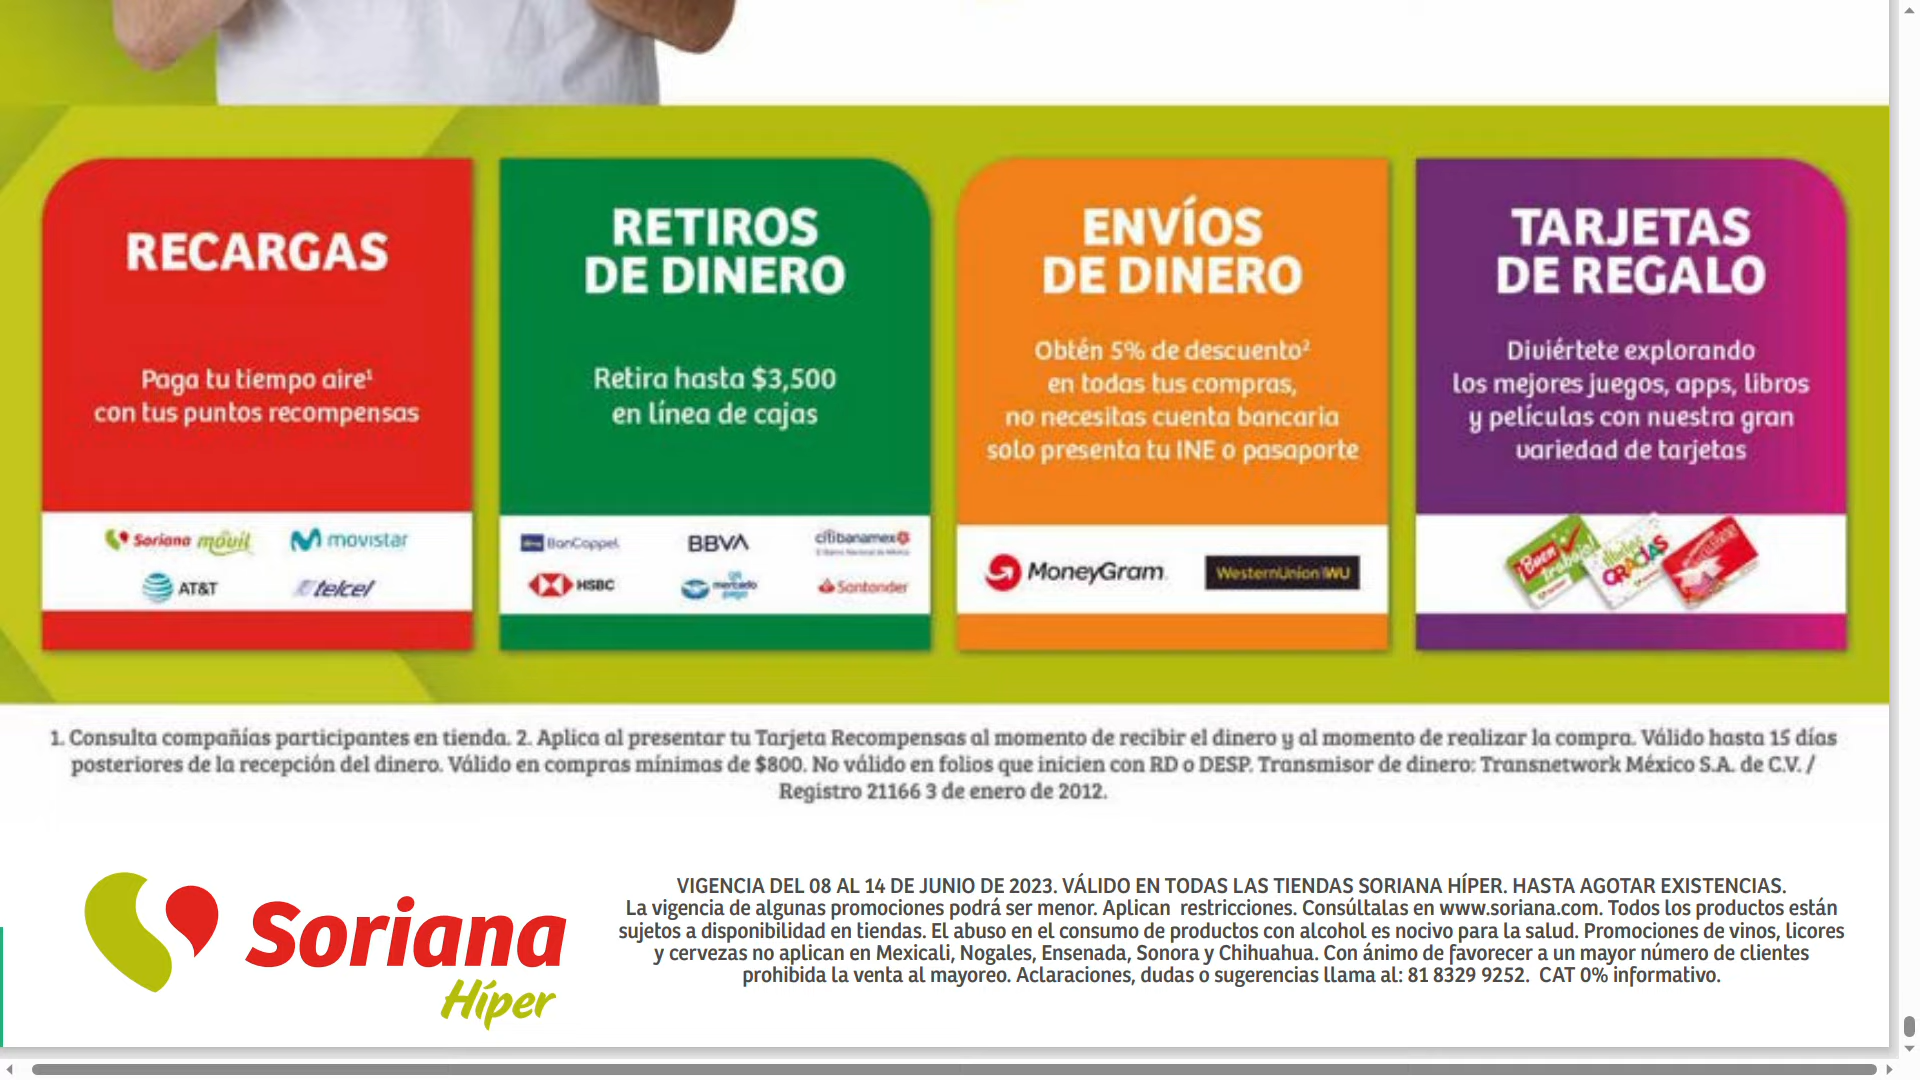 RECARGAS
Paga tu tiempo aire¹
con tus puntos recompensas
Soriana móvil
movistar
AT&T
telcel
RETIROS
DE DINERO
Retira hasta $3,500
en línea de cajas
BanCoppel
BBVA
citibanamex
HSBC
mercado
pago
Santander
ENVÍOS
DE DINERO
Obtén 5% de descuento²
en todas tus compras,
no necesitas cuenta bancaria
solo presenta tu INE o pasaporte
MoneyGram
WesternUnion WU
TARJETAS
DE REGALO
Diviértete explorando
los mejores juegos, apps, libros
y películas con nuestra gran
variedad de tarjetas
¡Buen
trabajo!
GRACIAS
1. Consulta compañías participantes en tienda. 2. Aplica al presentar tu Tarjeta Recompensas al momento de recibir el dinero y al momento de realizar la compra. Válido hasta 15 días
posteriores de la recepción del dinero. Válido en compras mínimas de $800. No válido en folios que inicien con RD o DESP. Transmisor de dinero: Transnetwork México S.A. de C.V. /
Registro 21166 3 de enero de 2012.
Soriana
Híper
VIGENCIA DEL 08 AL 14 DE JUNIO DE 2023. VÁLIDO EN TODAS LAS TIENDAS SORIANA HÍPER. HASTA AGOTAR EXISTENCIAS.
La vigencia de algunas promociones podrá ser menor. Aplican restricciones. Consúltalas en www.soriana.com. Todos los productos están
sujetos a disponibilidad en tiendas. El abuso en el consumo de productos con alcohol es nocivo para la salud. Promociones de vinos, licores
y cervezas no aplican en Mexicali, Nogales, Ensenada, Sonora y Chihuahua. Con ánimo de favorecer a un mayor número de clientes
prohibida la venta al mayoreo. Aclaraciones, dudas o sugerencias llama al: 81 8329 9252. CAT 0% informativo.